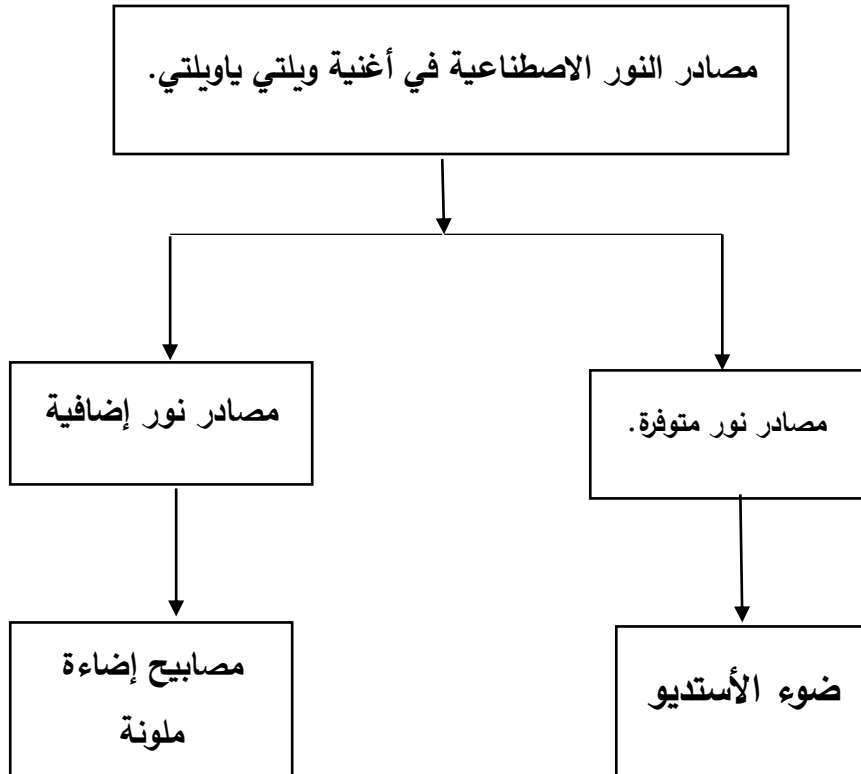 مصادر النور الاصطناعية في أغنية ويلتي ياويلتي.
مصادر نور متوفرة.
مصادر نور إضافية
ضوء الأستديو
مصابيح إضاءة
ملونة